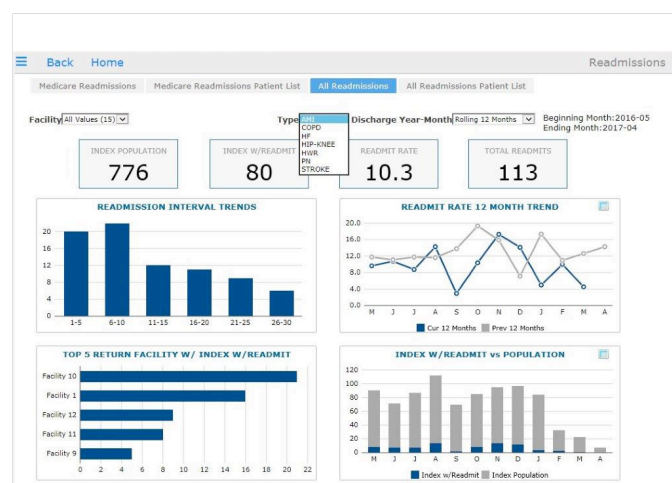 ☰ Back Home Readmissions
Medicare Readmissions Medicare Readmissions Patient List All Readmissions All Readmissions Patient List
Facility All Values (15) Type AMI Discharge Year-Month Rolling 12 Months Beginning Month:2016-05
Ending Month:2017-04
COPD
HF
HIP-KNEE
HWR
PN
STROKE
INDEX POPULATION INDEX W/READMIT READMIT RATE TOTAL READMITS
776 80 10.3 113
READMISSION INTERVAL TRENDS
20
16
12
8
4
0
1-5 6-10 11-15 16-20 21-25 26-30
READMIT RATE 12 MONTH TREND
20.0
16.0
12.0
8.0
4.0
0.0
M J J A S O N D J F M A
Cur 12 Months Prev 12 Months
TOP 5 RETURN FACILITY W/ INDEX W/READMIT
Facility 10
Facility 1
Facility 12
Facility 11
Facility 9
0 2 4 6 8 10 12 14 16 18 20 22
INDEX W/READMIT vs POPULATION
120
100
80
60
40
20
0
M J J A S O N D J F M A
Index w/Readmit Index Population